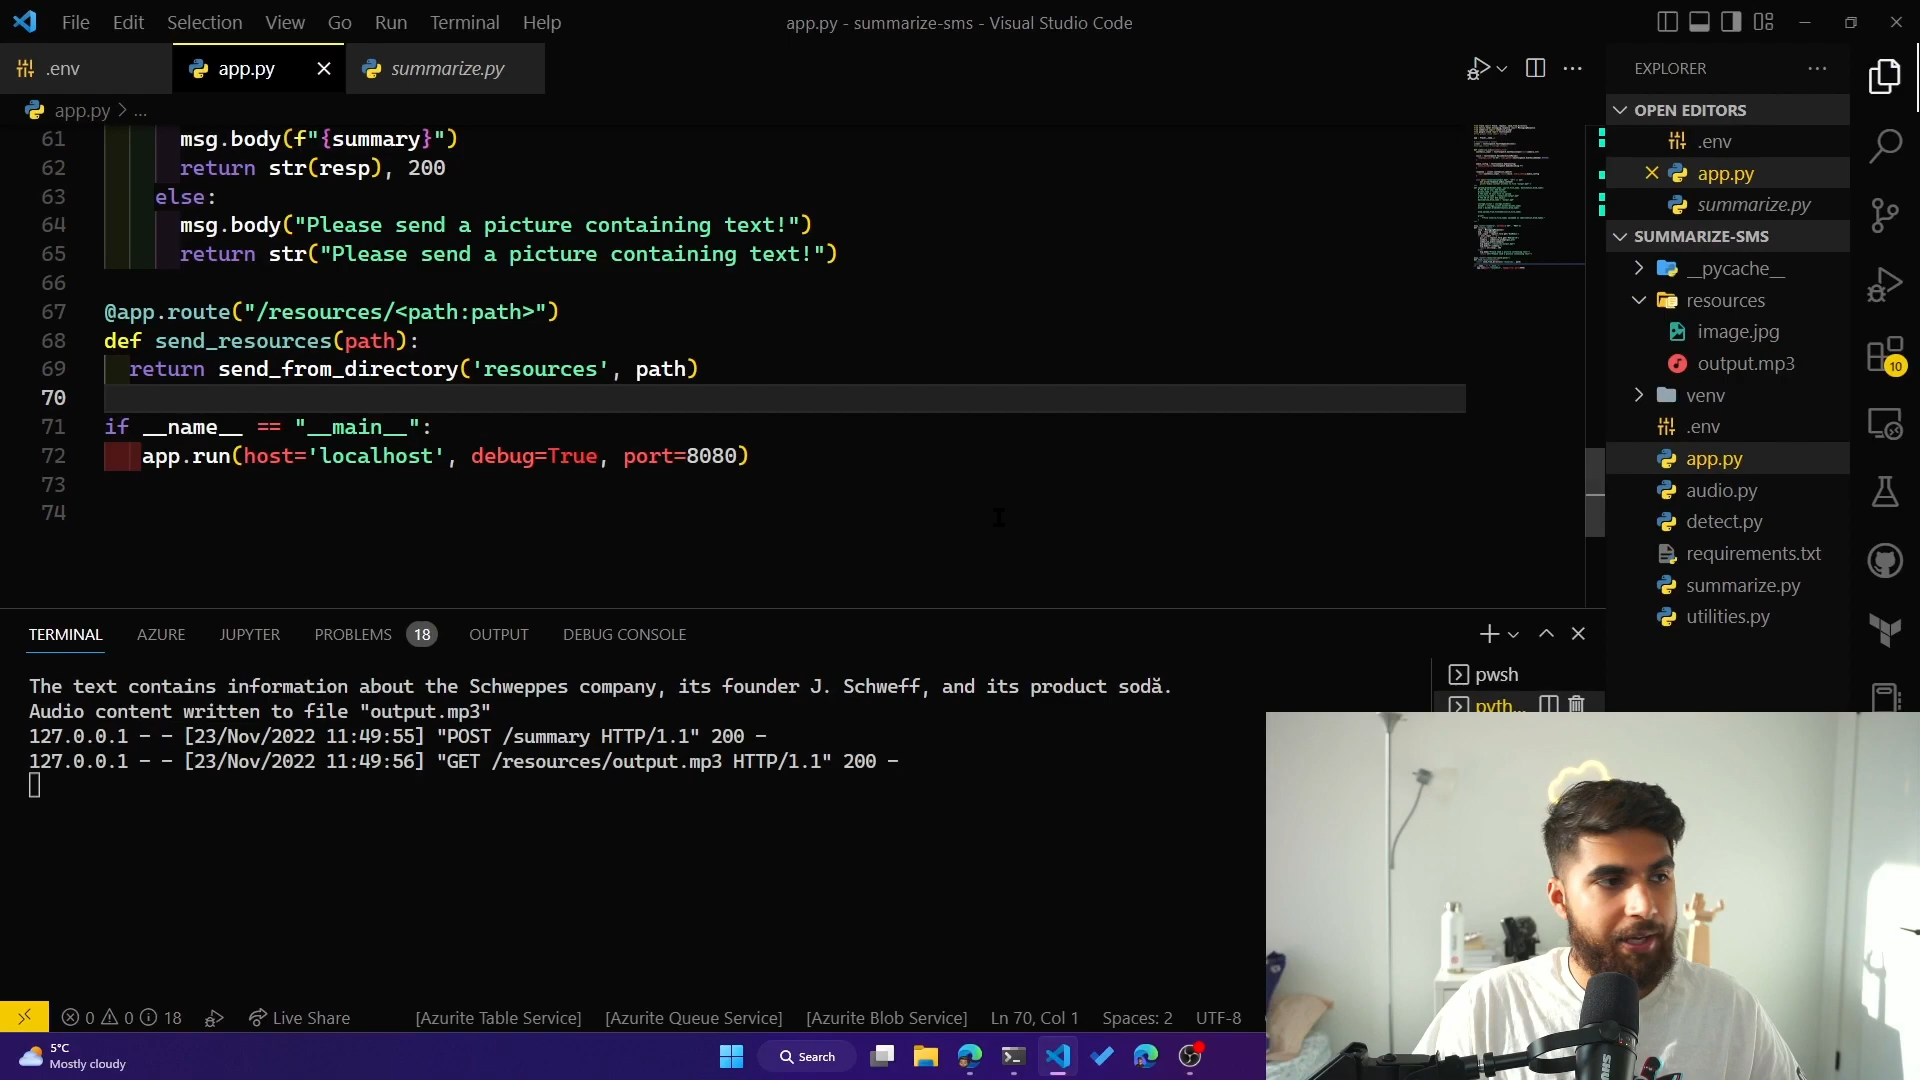 File Edit Selection View Go Run Terminal Help
app.py - summarize-sms - Visual Studio Code
.env app.py summarize.py
app.py > ...
61 msg.body(f"{summary}")
62 return str(resp), 200
63 else:
64 msg.body("Please send a picture containing text!")
65 return str("Please send a picture containing text!")
66
67 @app.route("/resources/<path:path>")
68 def send_resources(path):
69 return send_from_directory('resources', path)
70
71 if __name__ == "__main__":
72 app.run(host='localhost', debug=True, port=8080)
73
74
EXPLORER
OPEN EDITORS
.env
app.py
summarize.py
SUMMARIZE-SMS
__pycache__
resources
image.jpg
output.mp3
venv
.env
app.py
audio.py
detect.py
requirements.txt
summarize.py
utilities.py
10
TERMINAL AZURE JUPYTER PROBLEMS 18 OUTPUT DEBUG CONSOLE
The text contains information about the Schweppes company, its founder J. Schweff, and its product sodă.
Audio content written to file "output.mp3"
127.0.0.1 - - [23/Nov/2022 11:49:55] "POST /summary HTTP/1.1" 200 -
127.0.0.1 - - [23/Nov/2022 11:49:56] "GET /resources/output.mp3 HTTP/1.1" 200 -
pwsh
pyth...
0 0 18 Live Share [Azurite Table Service] [Azurite Queue Service] [Azurite Blob Service] Ln 70, Col 1 Spaces: 2 UTF-8
5°C
Mostly cloudy
Search